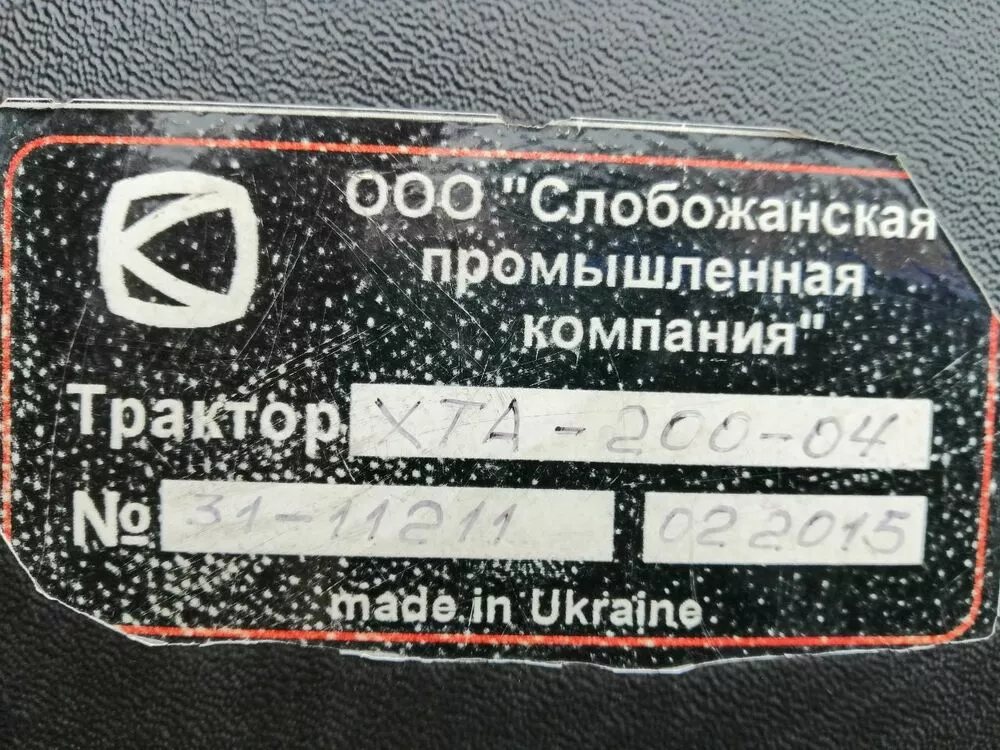 ООО "Слобожанская
промышленная
компания"
Трактор ХТА-200-04
№ 31-11211 02 2015
made in Ukraine